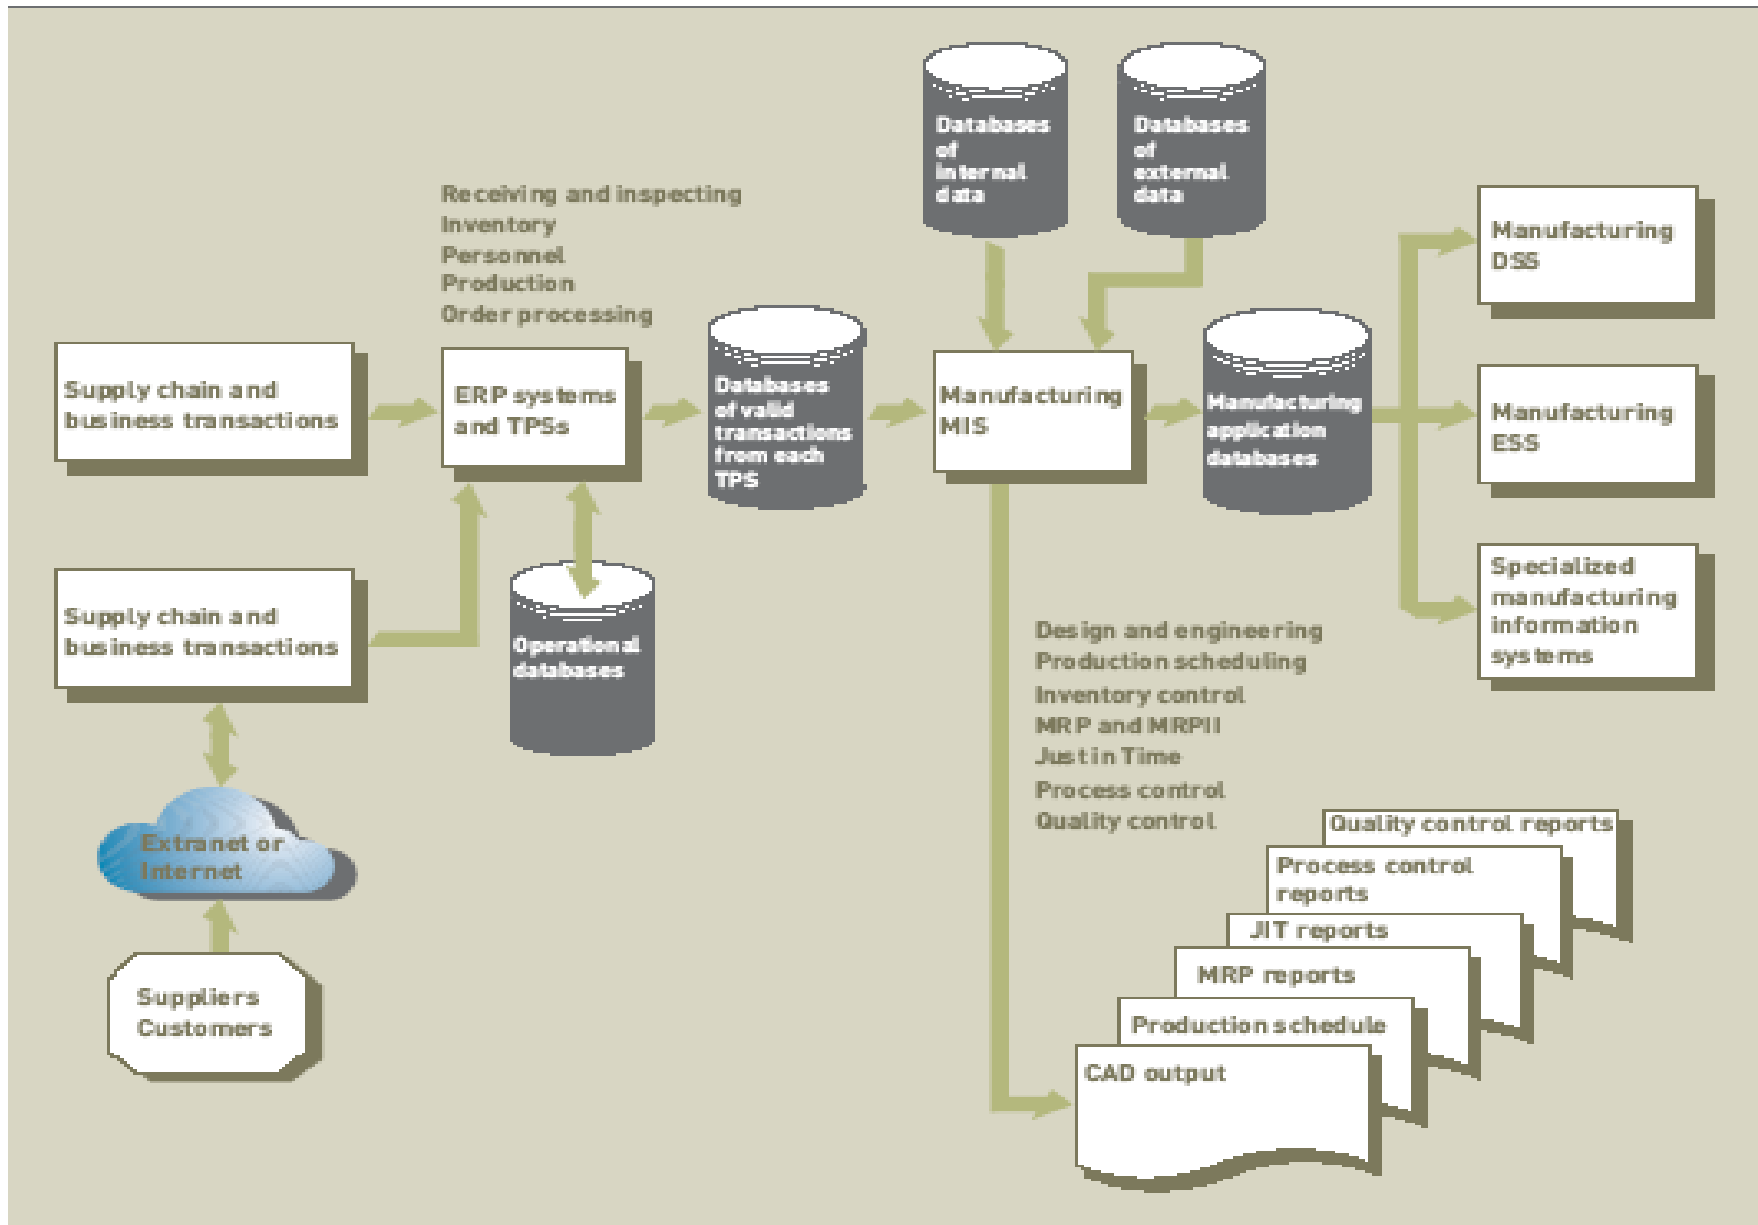 Databases
of
internal
data
Databases
of
external
data
Receiving and inspecting
Inventory
Personnel
Production
Order processing
Manufacturing
DSS
Supply chain and
business transactions
ERP systems
and TPSs
Databases
of valid
transactions
from each
TPS
Manufacturing
MIS
Manufacturing
application
databases
Manufacturing
ESS
Supply chain and
business transactions
Operational
databases
Specialized
manufacturing
information
systems
Design and engineering
Production scheduling
Inventory control
MRP and MRPII
Just in Time
Process control
Quality control
Extranet or
Internet
Suppliers
Customers
Quality control reports
Process control
reports
JIT reports
MRP reports
Production schedule
CAD output